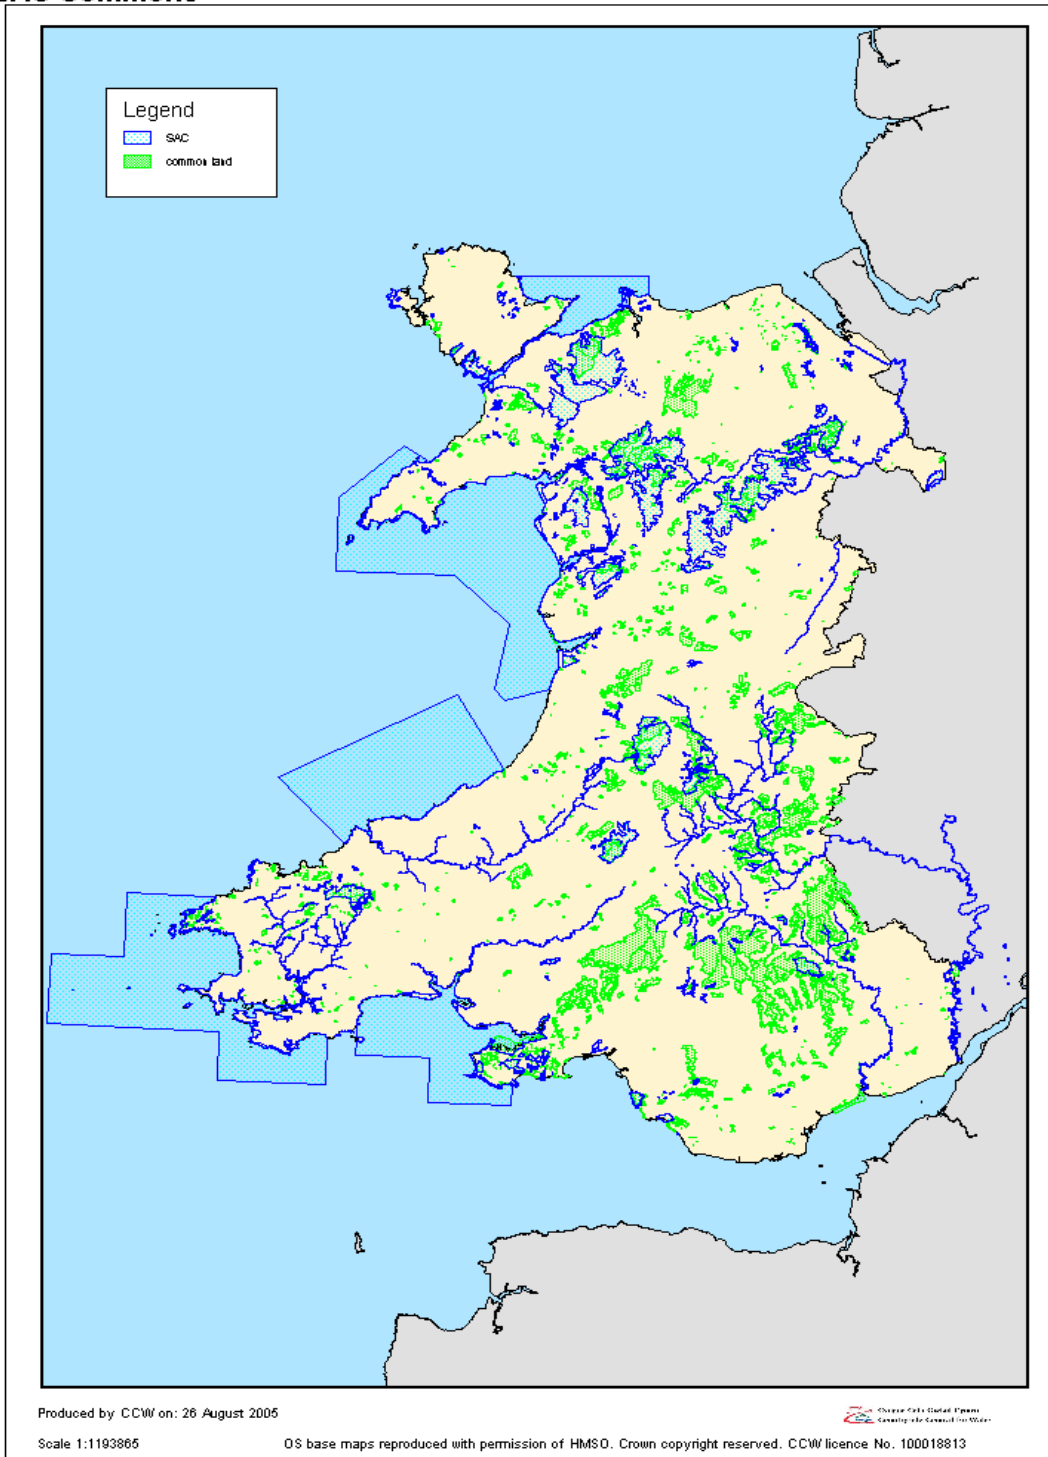 Commons
Legend
SAC
common land
Produced by CCW on: 26 August 2005
Scale 1:1193865
OS base maps reproduced with permission of HMSO. Crown copyright reserved. CCW licence No. 100018813